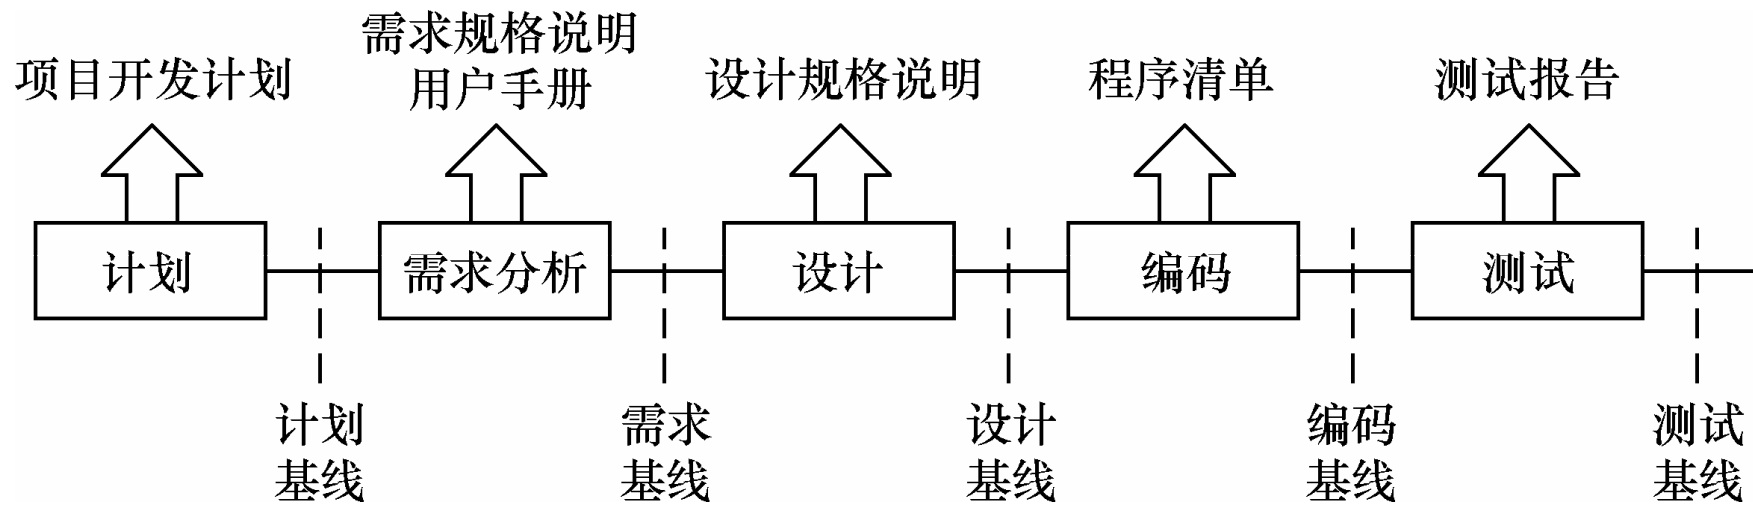 项目开发计划
需求规格说明
用户手册
设计规格说明
程序清单
测试报告
计划
需求分析
设计
编码
测试
计划
基线
需求
基线
设计
基线
编码
基线
测试
基线